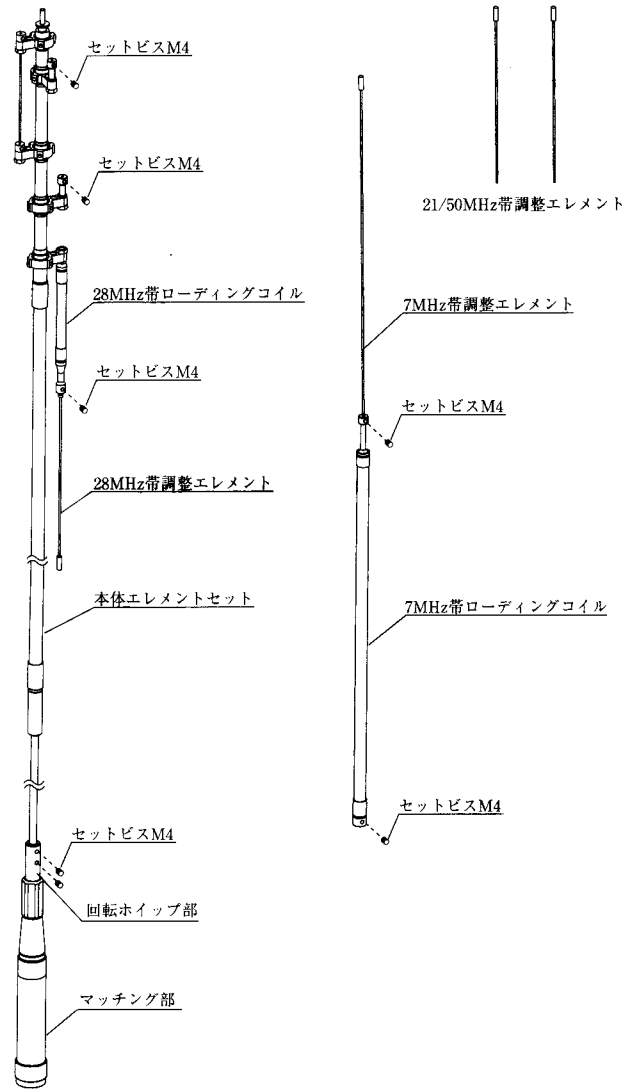 セットビスM4
セットビスM4
28MHz帯ローディングコイル
セットビスM4
28MHz帯調整エレメント
本体エレメントセット
セットビスM4
回転ホイップ部
マッチング部
21/50MHz帯調整エレメント
7MHz帯調整エレメント
セットビスM4
7MHz帯ローディングコイル
セットビスM4